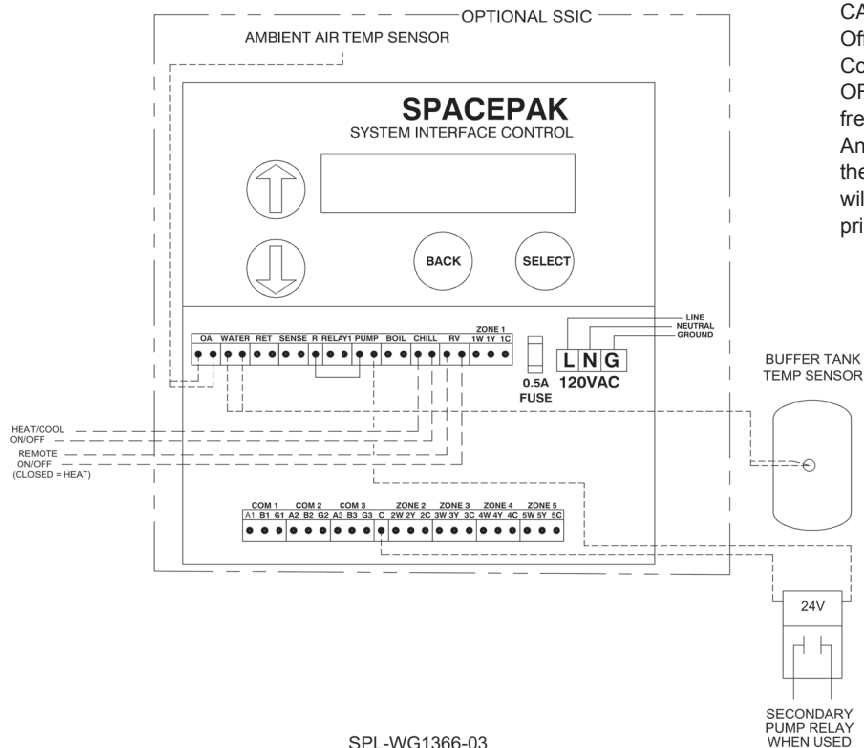 OPTIONAL SSIC
AMBIENT AIR TEMP SENSOR
SPACEPAK
SYSTEM INTERFACE CONTROL
BACK
SELECT
ZONE 1
OA WATER RET SENSE R RELAY1 PUMP BOIL CHILL RV 1W 1Y 1C
LINE
NEUTRAL
GROUND
L N G
0.5A
FUSE
120VAC
BUFFER TANK
TEMP SENSOR
HEAT/COOL
ON/OFF
REMOTE
ON/OFF
(CLOSED = HEAT)
COM 1 COM 2 COM 3 ZONE 2 ZONE 3 ZONE 4 ZONE 5
A1 B1 G1 A2 B2 G2 A3 B3 G3 C 2W 2Y 2C 3W 3Y 3C 4W 4Y 4C 5W 5Y 5C
24V
SECONDARY
PUMP RELAY
WHEN USED
SPL-WG1366-03